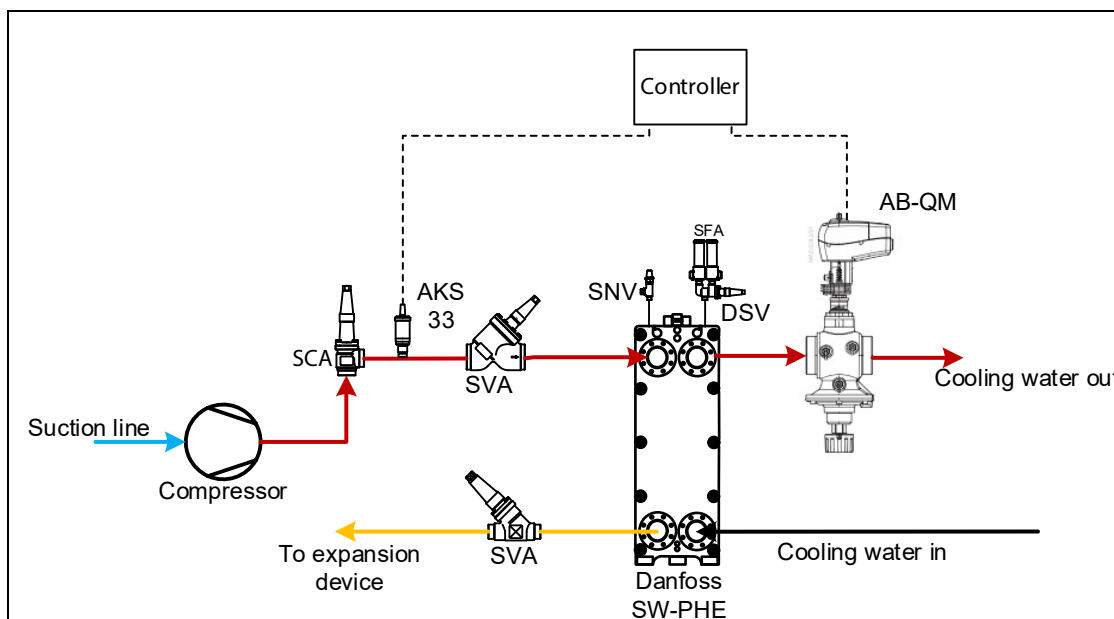 Controller
AB-QM
SFA
SNV
DSV
AKS
33
SCA
SVA
Cooling water out
Suction line
Compressor
SVA
To expansion
device
Cooling water in
Danfoss
SW-PHE